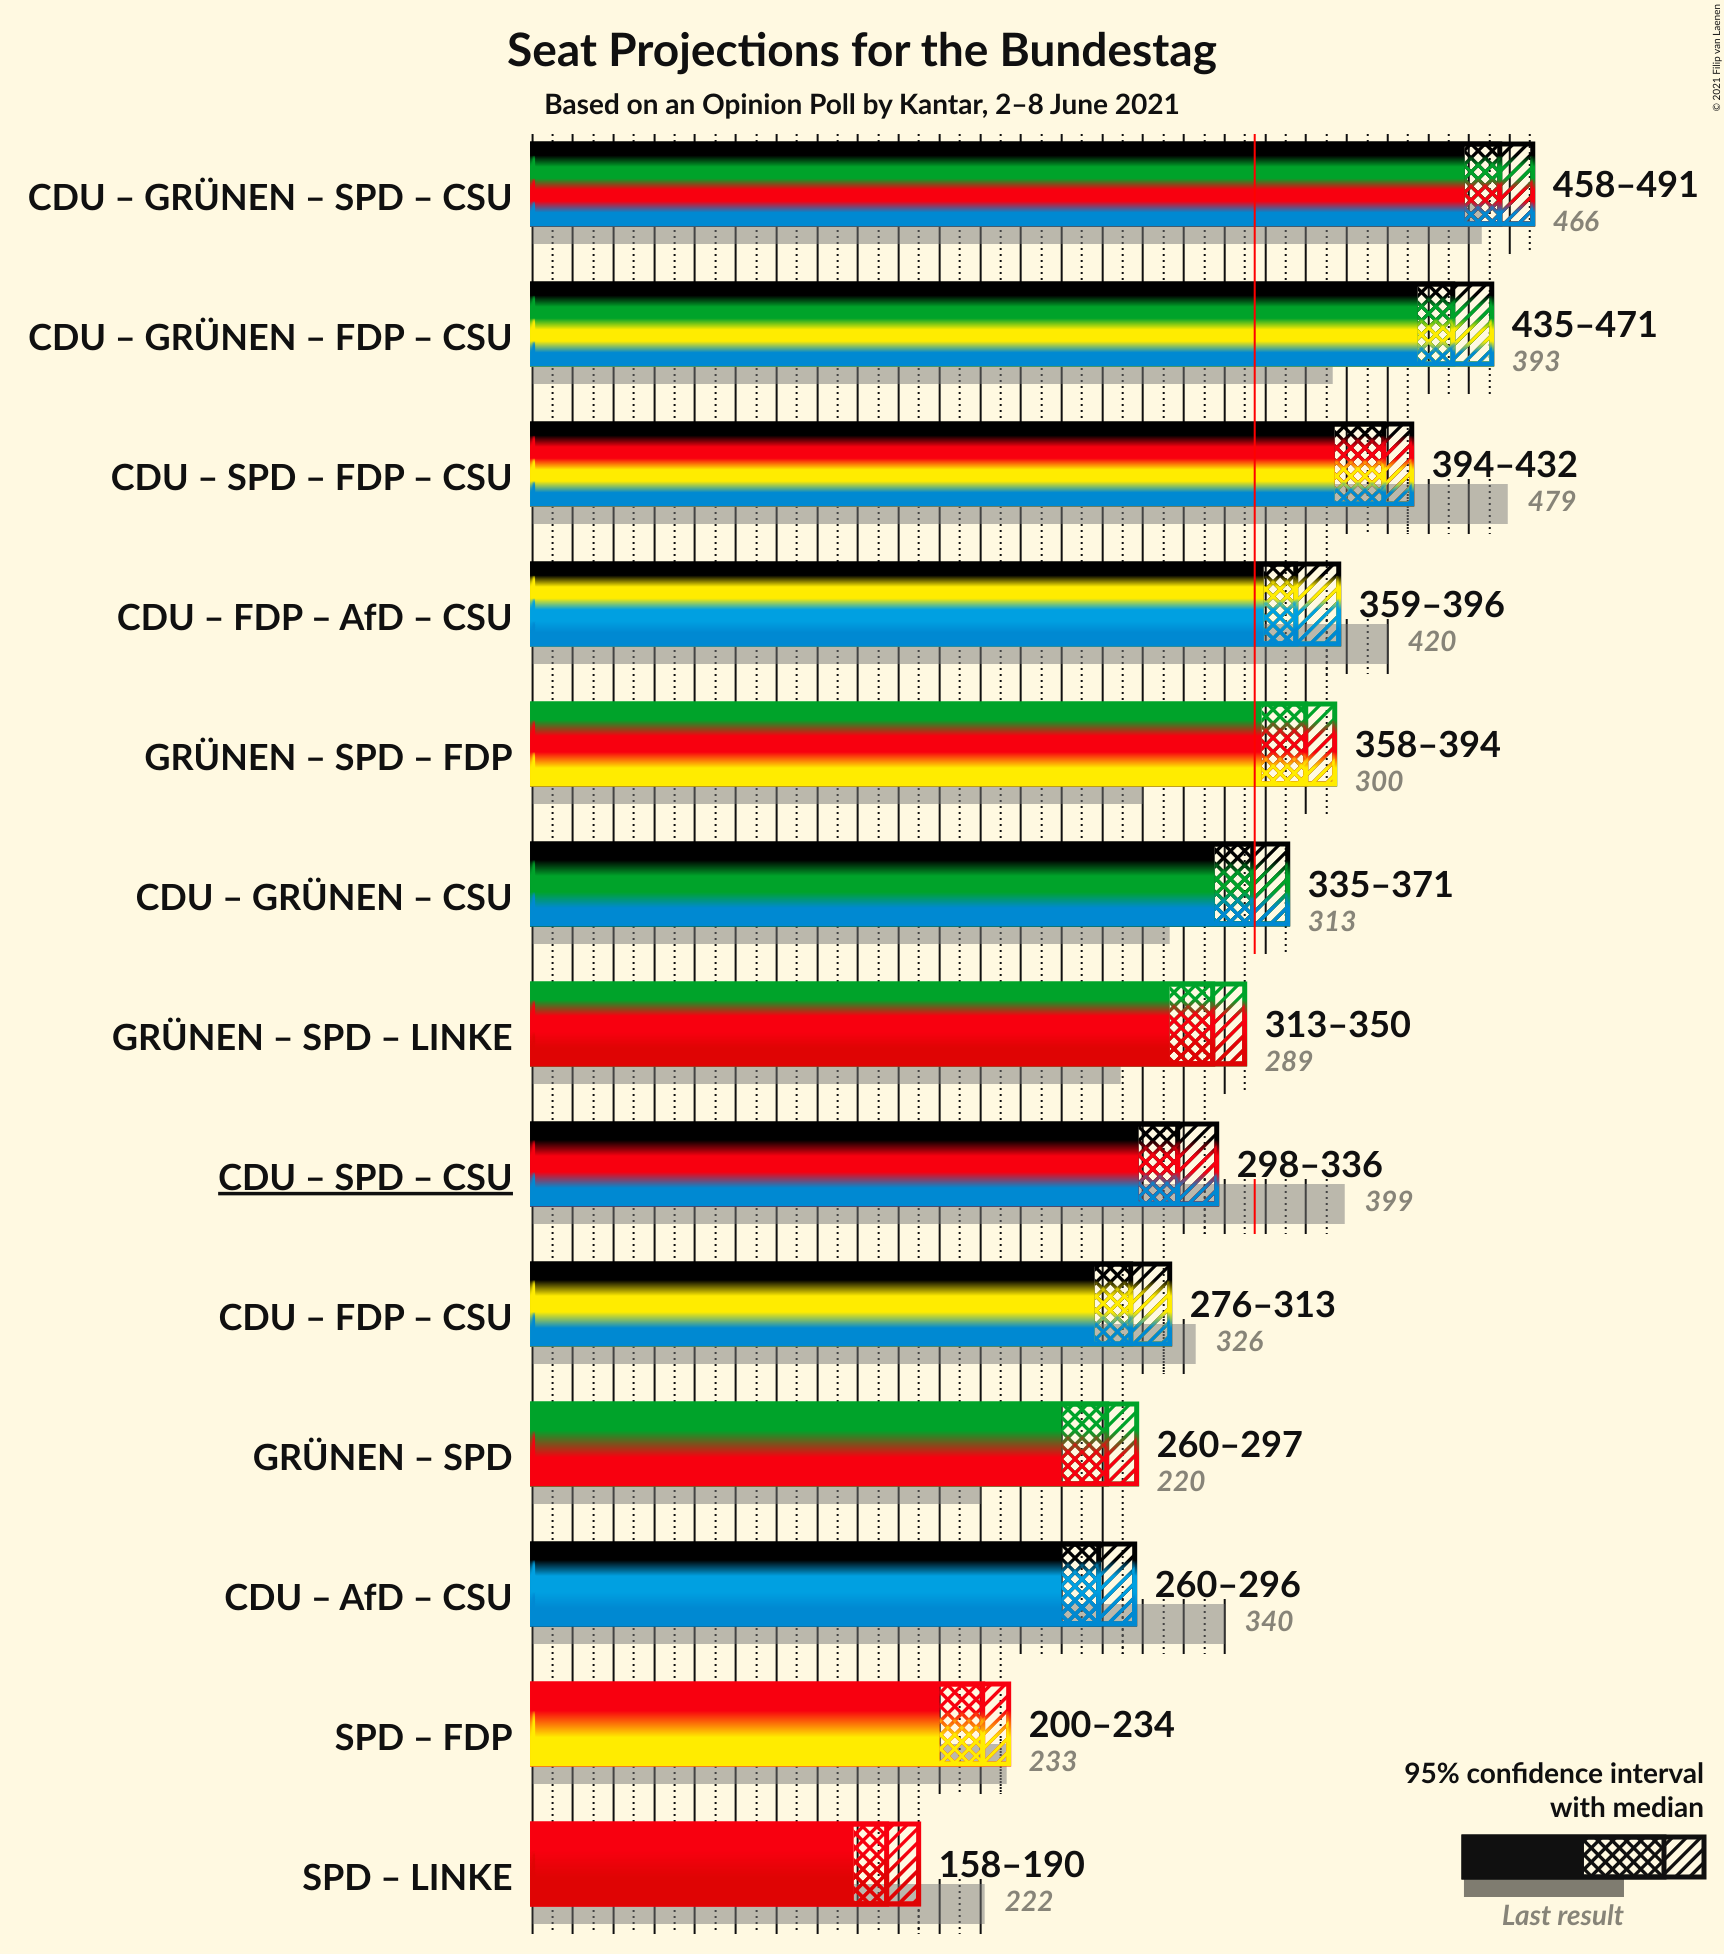 Seat Projections for the Bundestag
Based on an Opinion Poll by Kantar, 2–8 June 2021
© 2021 Filip van Laenen
CDU – GRÜNEN – SPD – CSU
458–491
466
CDU – GRÜNEN – FDP – CSU
435–471
393
CDU – SPD – FDP – CSU
394–432
479
CDU – FDP – AfD – CSU
359–396
420
GRÜNEN – SPD – FDP
358–394
300
CDU – GRÜNEN – CSU
335–371
313
GRÜNEN – SPD – LINKE
313–350
289
CDU – SPD – CSU
298–336
399
CDU – FDP – CSU
276–313
326
GRÜNEN – SPD
260–297
220
CDU – AfD – CSU
260–296
340
SPD – FDP
200–234
233
SPD – LINKE
158–190
222
95% confidence interval
with median
Last result